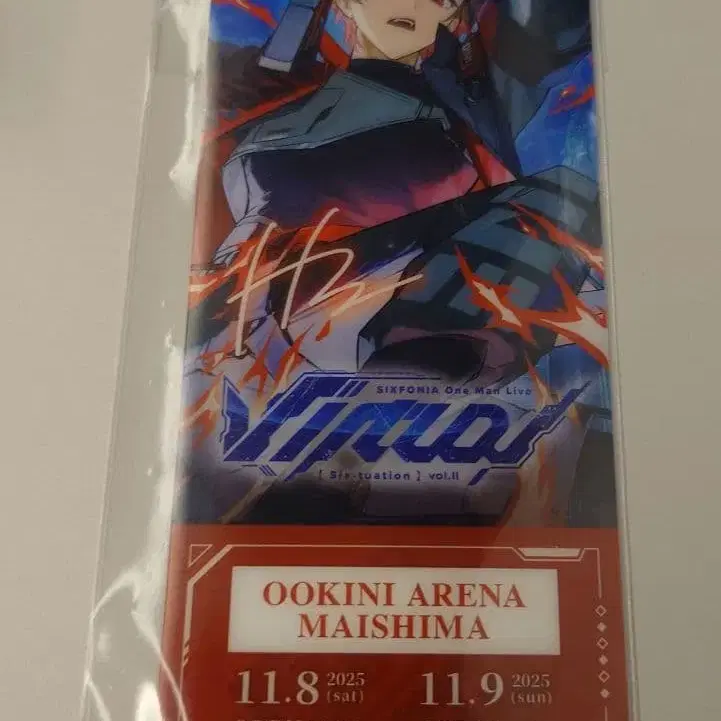 SIXFONIA One Man Live
[ Six-tuation ] vol.II
OOKINI ARENA
MAISHIMA
11.8 2025 (sat) 11.9 2025 (sun)